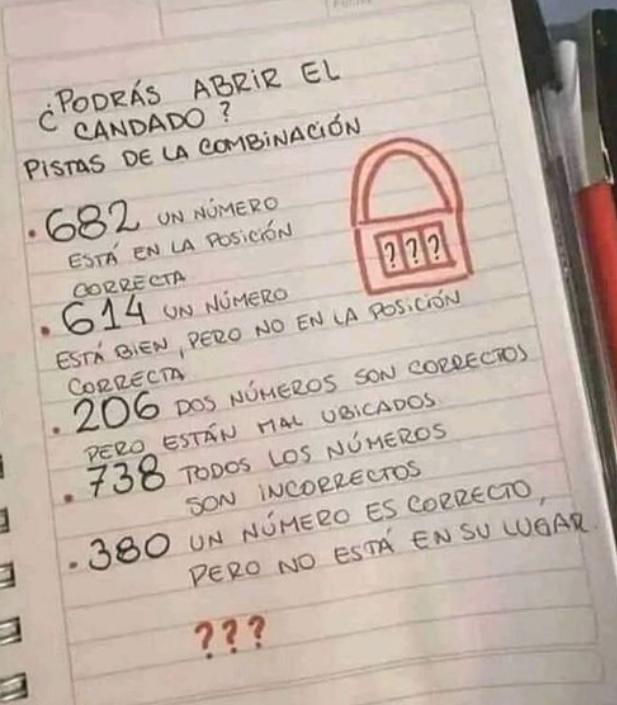 ¿PODRÁS ABRIR EL
CANDADO?
PISTAS DE LA COMBINACIÓN
.682 UN NÚMERO
ESTÁ EN LA POSICIÓN
CORRECTA
???
.614 UN NÚMERO
ESTÁ BIEN, PERO NO EN LA POSICIÓN
CORRECTA
.206 DOS NÚMEROS SON CORRECTOS
PERO ESTÁN MAL UBICADOS.
.738 TODOS LOS NÚMEROS
SON INCORRECTOS
.380 UN NÚMERO ES CORRECTO,
PERO NO ESTÁ EN SU LUGAR.
???